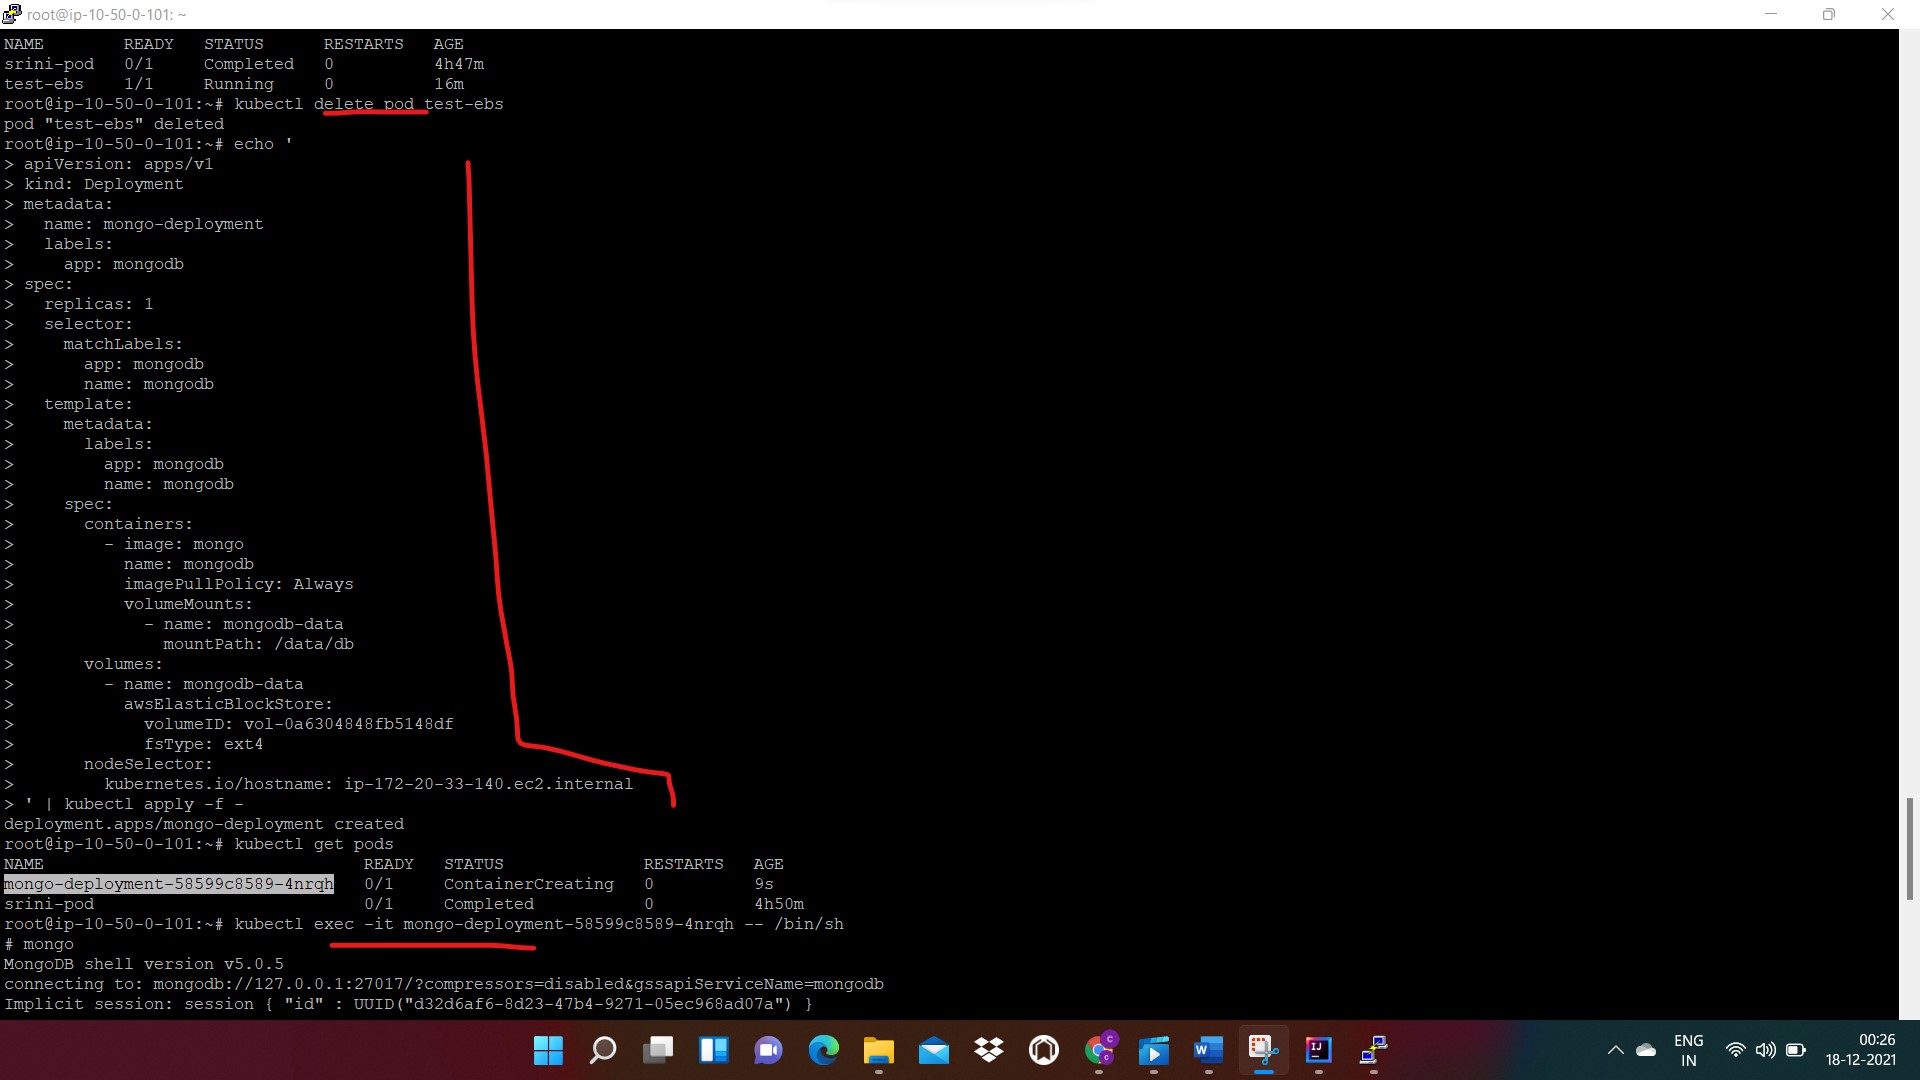 root@ip-10-50-0-101: ~
NAME        READY   STATUS      RESTARTS   AGE
srini-pod   0/1     Completed   0          4h47m
test-ebs    1/1     Running     0          16m
root@ip-10-50-0-101:~# kubectl delete pod test-ebs
pod "test-ebs" deleted
root@ip-10-50-0-101:~# echo '
> apiVersion: apps/v1
> kind: Deployment
> metadata:
>   name: mongo-deployment
>   labels:
>     app: mongodb
> spec:
>   replicas: 1
>   selector:
>     matchLabels:
>       app: mongodb
>       name: mongodb
>   template:
>     metadata:
>       labels:
>         app: mongodb
>         name: mongodb
>     spec:
>       containers:
>         - image: mongo
>           name: mongodb
>           imagePullPolicy: Always
>           volumeMounts:
>             - name: mongodb-data
>               mountPath: /data/db
>       volumes:
>         - name: mongodb-data
>           awsElasticBlockStore:
>             volumeID: vol-0a6304848fb5148df
>             fsType: ext4
>       nodeSelector:
>         kubernetes.io/hostname: ip-172-20-33-140.ec2.internal
> ' | kubectl apply -f -
deployment.apps/mongo-deployment created
root@ip-10-50-0-101:~# kubectl get pods
NAME                                READY   STATUS              RESTARTS   AGE
mongo-deployment-58599c8589-4nrqh   0/1     ContainerCreating   0          9s
srini-pod                           0/1     Completed           0          4h50m
root@ip-10-50-0-101:~# kubectl exec -it mongo-deployment-58599c8589-4nrqh -- /bin/sh
# mongo
MongoDB shell version v5.0.5
connecting to: mongodb://127.0.0.1:27017/?compressors=disabled&gssapiServiceName=mongodb
Implicit session: session { "id" : UUID("d32d6af6-8d23-47b4-9271-05ec968ad07a") }
ENG
IN
00:26
18-12-2021